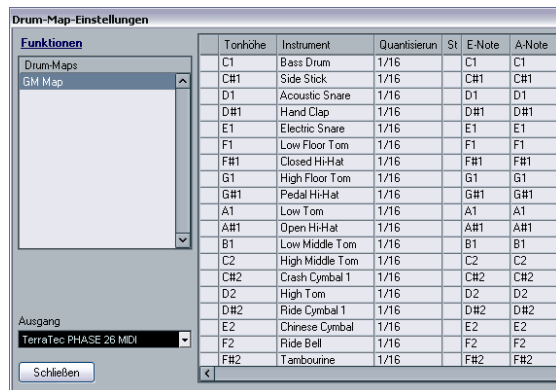 Drum-Map-Einstellungen
Funktionen
Drum-Maps
GM Map
Ausgang
TerraTec PHASE 26 MIDI
Schließen
Tonhöhe Instrument Quantisierun St E-Note A-Note
C1 Bass Drum 1/16 C1 C1
C#1 Side Stick 1/16 C#1 C#1
D1 Acoustic Snare 1/16 D1 D1
D#1 Hand Clap 1/16 D#1 D#1
E1 Electric Snare 1/16 E1 E1
F1 Low Floor Tom 1/16 F1 F1
F#1 Closed Hi-Hat 1/16 F#1 F#1
G1 High Floor Tom 1/16 G1 G1
G#1 Pedal Hi-Hat 1/16 G#1 G#1
A1 Low Tom 1/16 A1 A1
A#1 Open Hi-Hat 1/16 A#1 A#1
B1 Low Middle Tom 1/16 B1 B1
C2 High Middle Tom 1/16 C2 C2
C#2 Crash Cymbal 1 1/16 C#2 C#2
D2 High Tom 1/16 D2 D2
D#2 Ride Cymbal 1 1/16 D#2 D#2
E2 Chinese Cymbal 1/16 E2 E2
F2 Ride Bell 1/16 F2 F2
F#2 Tambourine 1/16 F#2 F#2